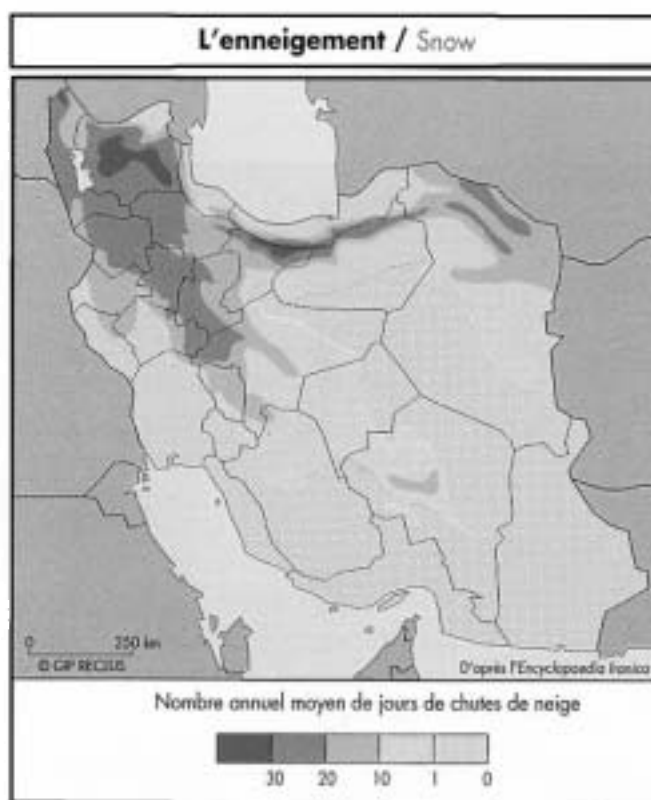 L'enneigement / Snow
0 250 km
© GIP RECLUS
D'après l'Encyclopaedia Iranica
Nombre annuel moyen de jours de chutes de neige
30 20 10 1 0